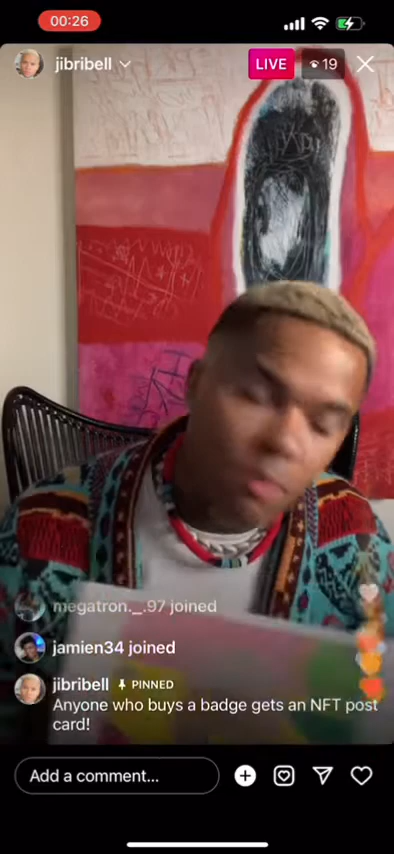 00:26
jibribell
LIVE
19
megatron._.97 joined
jamien34 joined
jibribell PINNED
Anyone who buys a badge gets an NFT post
card!
Add a comment...